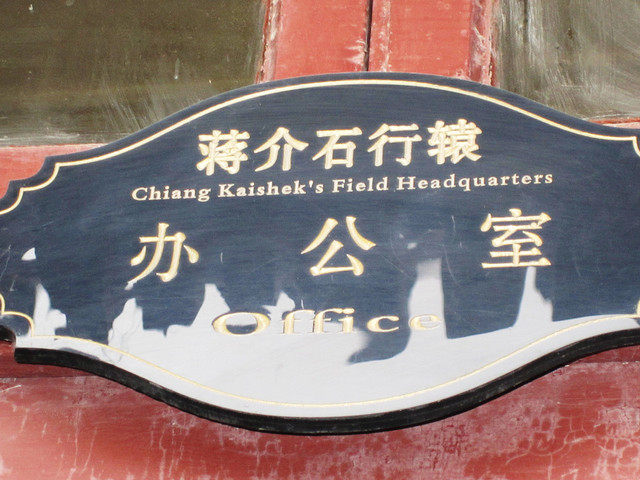 蒋介石行辕
Chiang Kaishek's Field Headquarters
办公室
Office